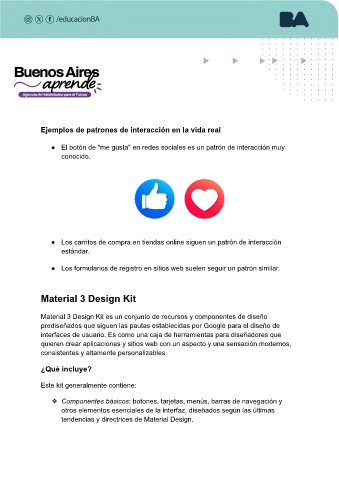 /educacionBA
BA
Buenos Aires
aprende
Agencia de Habilidades para el Futuro
Ejemplos de patrones de interacción en la vida real
● El botón de "me gusta" en redes sociales es un patrón de interacción muy
conocido.
● Los carritos de compra en tiendas online siguen un patrón de interacción
estándar.
● Los formularios de registro en sitios web suelen seguir un patrón similar.
Material 3 Design Kit
Material 3 Design Kit es un conjunto de recursos y componentes de diseño
prediseñados que siguen las pautas establecidas por Google para el diseño de
interfaces de usuario. Es como una caja de herramientas para diseñadores que
quieren crear aplicaciones y sitios web con un aspecto y una sensación modernos,
consistentes y altamente personalizables.
¿Qué incluye?
Este kit generalmente contiene:
❖ Componentes básicos: botones, tarjetas, menús, barras de navegación y
otros elementos esenciales de la interfaz, diseñados según las últimas
tendencias y directrices de Material Design.